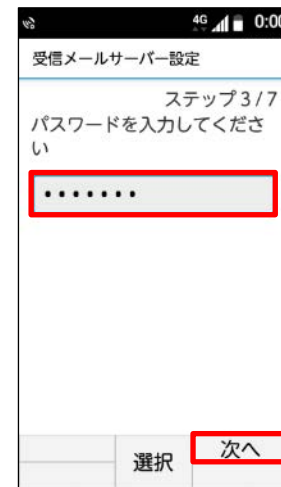 4G 0:00
受信メールサーバー設定
ステップ3/7
パスワードを入力してくださ
い
•••••••
選択
次へ